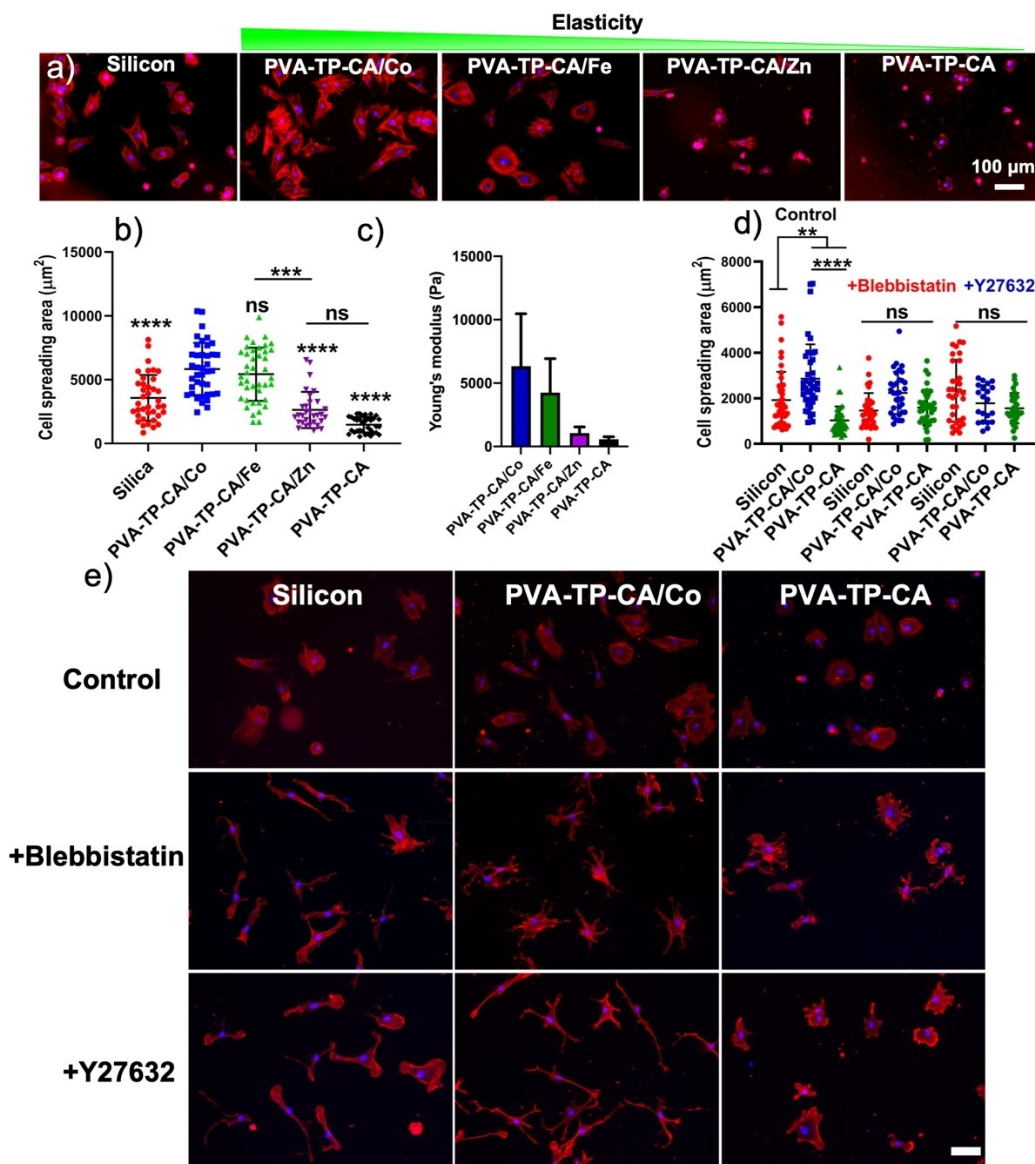 Elasticity
a)
Silicon
PVA-TP-CA/Co
PVA-TP-CA/Fe
PVA-TP-CA/Zn
PVA-TP-CA
100 µm
b)
Cell spreading area (µm²)
15000
10000
5000
0
****
ns
***
****
ns
****
Silica
PVA-TP-CA/Co
PVA-TP-CA/Fe
PVA-TP-CA/Zn
PVA-TP-CA
c)
Young's modulus (Pa)
15000
10000
5000
0
PVA-TP-CA/Co
PVA-TP-CA/Fe
PVA-TP-CA/Zn
PVA-TP-CA
d)
Cell spreading area (µm²)
8000
6000
4000
2000
0
Control
**
****
+Blebbistatin
+Y27632
ns
ns
Silicon
PVA-TP-CA/Co
PVA-TP-CA
Silicon
PVA-TP-CA/Co
PVA-TP-CA
Silicon
PVA-TP-CA/Co
PVA-TP-CA
e)
Silicon
PVA-TP-CA/Co
PVA-TP-CA
Control
+Blebbistatin
+Y27632